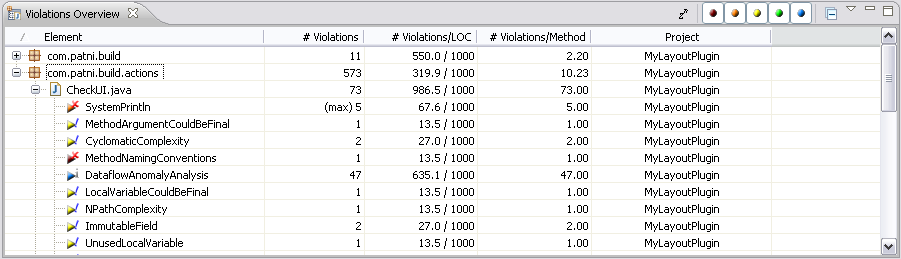 Violations Overview
/ Element # Violations # Violations/LOC # Violations/Method Project
com.patni.build 11 550.0 / 1000 2.20 MyLayoutPlugin
com.patni.build.actions 573 319.9 / 1000 10.23 MyLayoutPlugin
CheckUI.java 73 986.5 / 1000 73.00 MyLayoutPlugin
SystemPrintln (max) 5 67.6 / 1000 5.00 MyLayoutPlugin
MethodArgumentCouldBeFinal 1 13.5 / 1000 1.00 MyLayoutPlugin
CyclomaticComplexity 2 27.0 / 1000 2.00 MyLayoutPlugin
MethodNamingConventions 1 13.5 / 1000 1.00 MyLayoutPlugin
DataflowAnomalyAnalysis 47 635.1 / 1000 47.00 MyLayoutPlugin
LocalVariableCouldBeFinal 1 13.5 / 1000 1.00 MyLayoutPlugin
NPathComplexity 1 13.5 / 1000 1.00 MyLayoutPlugin
ImmutableField 2 27.0 / 1000 2.00 MyLayoutPlugin
UnusedLocalVariable 1 13.5 / 1000 1.00 MyLayoutPlugin